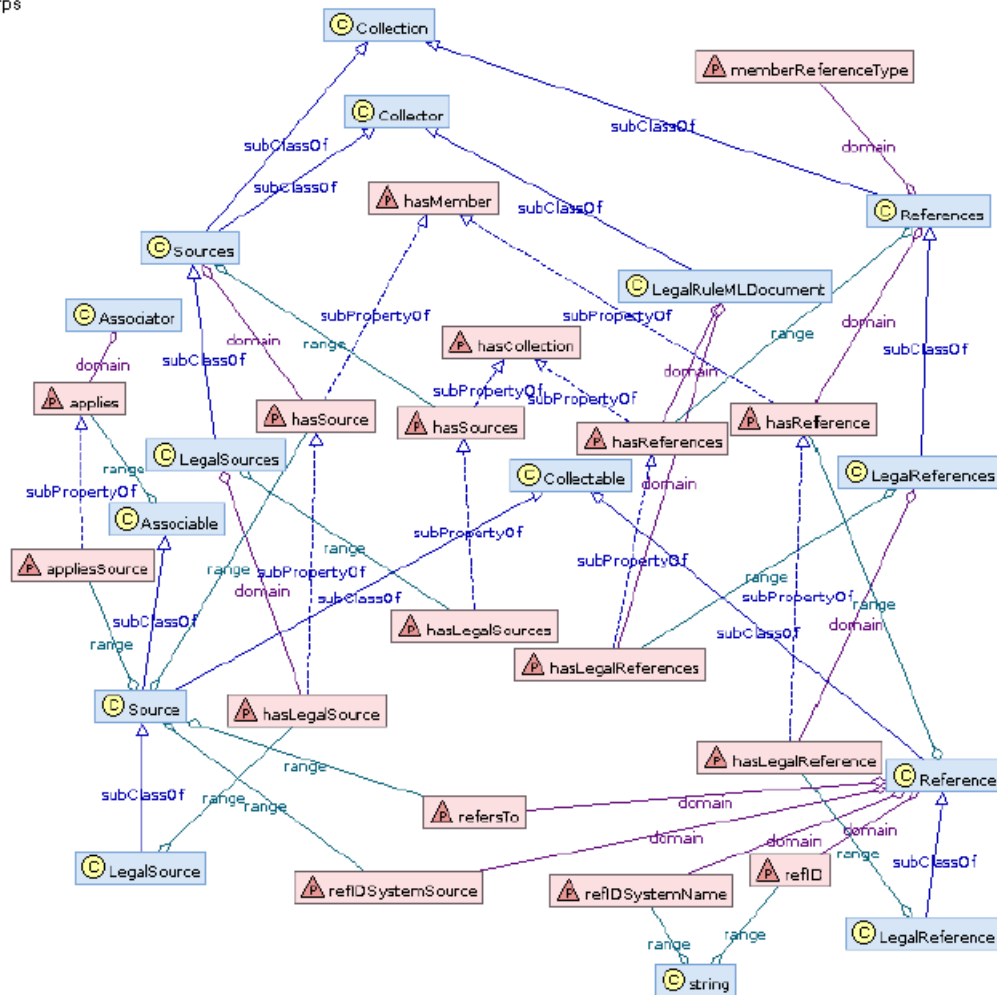 rps
Collection
memberReferenceType
Collector
subClassOf
subClassOf
domain
subClassOf
hasMember
subClassOf
References
Sources
LegalRuleMLDocument
Associator
subPropertyOf
subPropertyOf
domain
range
domain
range
hasCollection
subClassOf
subClassOf
domain
domain
applies
subPropertyOf
subPropertyOf
hasSource
hasSources
hasReference
hasReferences
LegalSources
range
Collectable
LegalReferences
domain
subPropertyOf
Associable
subPropertyOf
range
appliesSource
range
subPropertyOf
subClassOf
domain
subPropertyOf
range
subPropertyOf
range
domain
subClassOf
hasLegalSources
subClassOf
range
hasLegalReferences
Source
hasLegalSource
hasLegalReference
range
Reference
subClassOf
range
range
refersTo
domain
domain
domain
domain
range
subClassOf
LegalSource
refIDSystemSource
refIDSystemName
refID
range
range
LegalReference
string